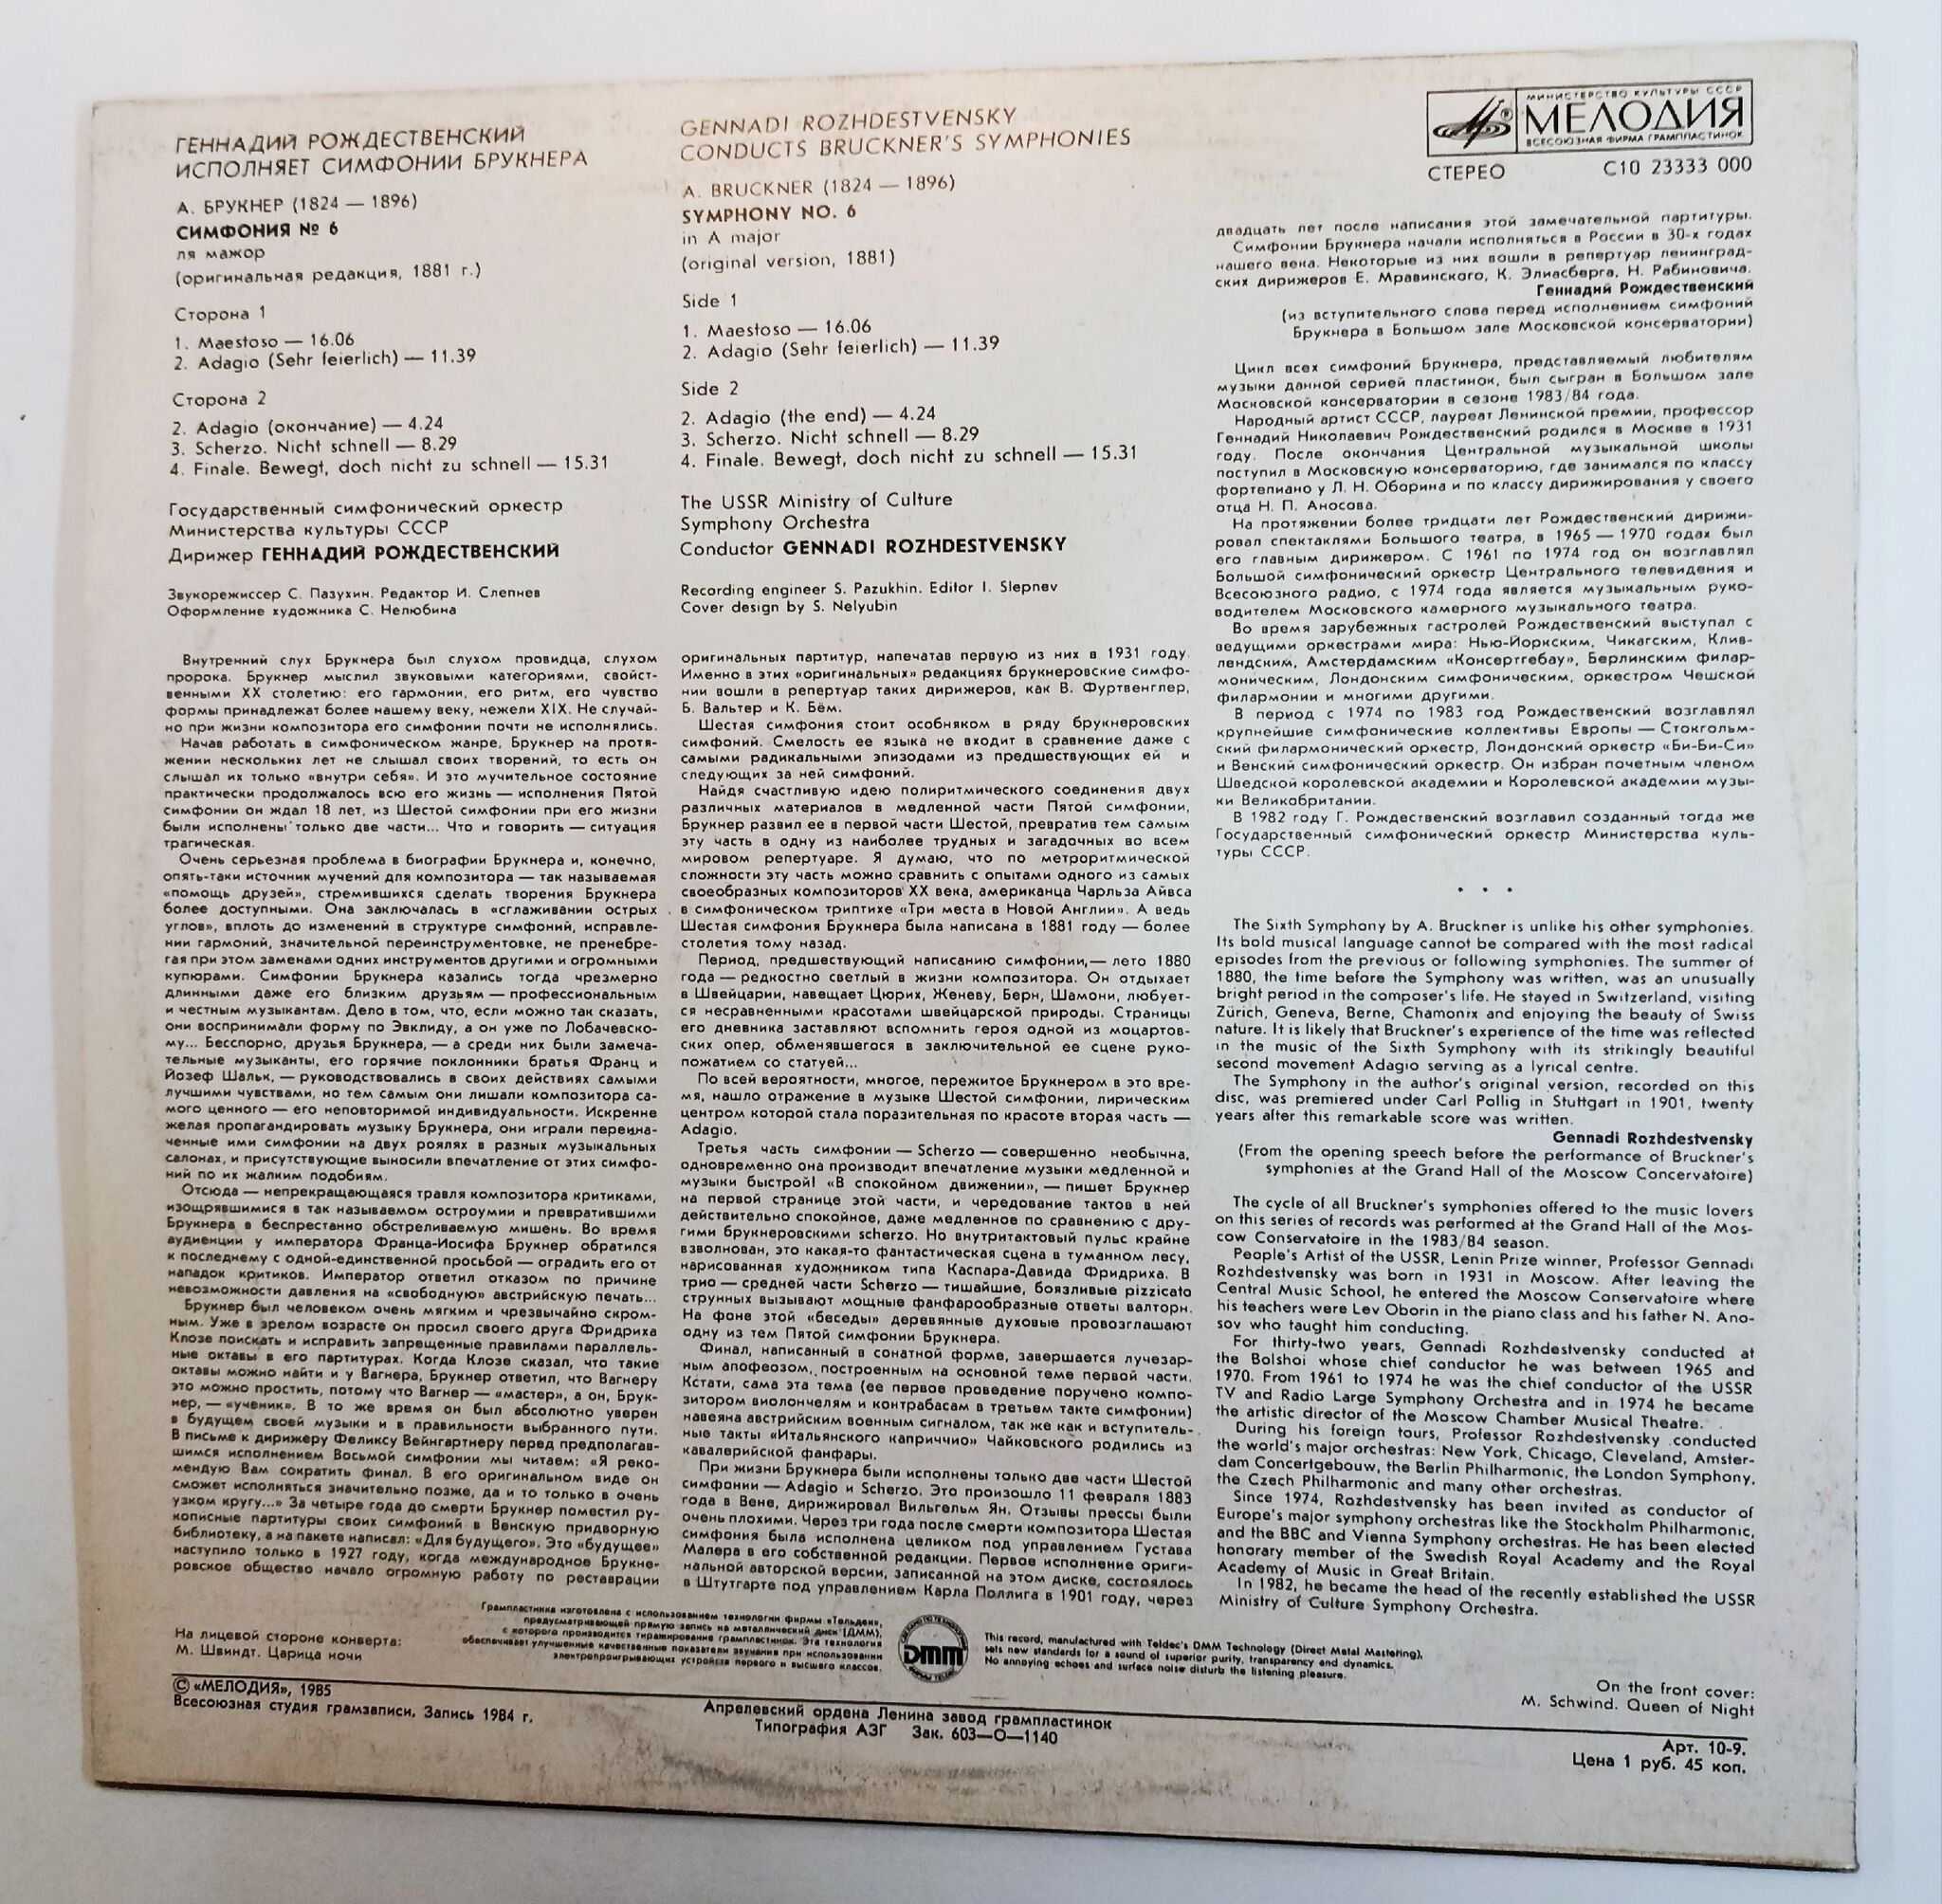 ГЕННАДИЙ РОЖДЕСТВЕНСКИЙ
ИСПОЛНЯЕТ СИМФОНИИ БРУКНЕРА
А. БРУКНЕР (1824 — 1896)
СИМФОНИЯ № 6
ля мажор
(оригинальная редакция, 1881 г.)
Сторона 1
1. Maestoso — 16.06
2. Adagio (Sehr feierlich) — 11.39
Сторона 2
2. Adagio (окончание) — 4.24
3. Scherzo. Nicht schnell — 8.29
4. Finale. Bewegt, doch nicht zu schnell — 15.31
Государственный симфонический оркестр
Министерства культуры СССР
Дирижер ГЕННАДИЙ РОЖДЕСТВЕНСКИЙ
Звукорежиссер С. Пазухин. Редактор И. Слепнев
Оформление художника С. Нелюбина
GENNADI ROZHDESTVENSKY
CONDUCTS BRUCKNER'S SYMPHONIES
A. BRUCKNER (1824 — 1896)
SYMPHONY NO. 6
in A major
(original version, 1881)
Side 1
1. Maestoso — 16.06
2. Adagio (Sehr feierlich) — 11.39
Side 2
2. Adagio (the end) — 4.24
3. Scherzo. Nicht schnell — 8.29
4. Finale. Bewegt, doch nicht zu schnell — 15.31
The USSR Ministry of Culture
Symphony Orchestra
Conductor GENNADI ROZHDESTVENSKY
Recording engineer S. Pazukhin. Editor I. Slepnev
Cover design by S. Nelyubin
МИНИСТЕРСТВО КУЛЬТУРЫ СССР
МЕЛОДИЯ
ВСЕСОЮЗНАЯ ФИРМА ГРАМПЛАСТИНОК
СТЕРЕО С10 23333 000
Внутренний слух Брукнера был слухом провидца, слухом
пророка. Брукнер мыслил звуковыми категориями, свойст-
венными XX столетию: его гармонии, его ритм, его чувство
формы принадлежат более нашему веку, нежели XIX. Не случай-
но при жизни композитора его симфонии почти не исполнялись.
Начав работать в симфоническом жанре, Брукнер на протя-
жении нескольких лет не слышал своих творений, то есть он
слышал их только «внутри себя». И это мучительное состояние
практически продолжалось всю его жизнь — исполнения Пятой
симфонии он ждал 18 лет, из Шестой симфонии при его жизни
были исполнены только две части... Что и говорить — ситуация
трагическая.
Очень серьезная проблема в биографии Брукнера и, конечно,
опять-таки источник мучений для композитора — так называемая
«помощь друзей», стремившихся сделать творения Брукнера
более доступными. Она заключалась в «сглаживании острых
углов», вплоть до изменений в структуре симфоний, исправле-
нии гармоний, значительной переинструментовке, не пренебре-
гая при этом заменами одних инструментов другими и огромными
купюрами. Симфонии Брукнера казались тогда чрезмерно
длинными даже его близким друзьям — профессиональным
и честным музыкантам. Дело в том, что, если можно так сказать,
они воспринимали форму по Эвклиду, а он уже по Лобачевско-
му... Бесспорно, друзья Брукнера, — а среди них были замеча-
тельные музыканты, его горячие поклонники братья Франц и
Йозеф Шальк, — руководствовались в своих действиях самыми
лучшими чувствами, но тем самым они лишали композитора са-
мого ценного — его неповторимой индивидуальности. Искренне
желая пропагандировать музыку Брукнера, они играли переина-
ченные ими симфонии на двух роялях в разных музыкальных
салонах, и присутствующие выносили впечатление от этих симфо-
ний по их жалким подобиям.
Отсюда — непрекращающаяся травля композитора критиками,
изощрявшимися в так называемом остроумии и превратившими
Брукнера в беспрестанно обстреливаемую мишень. Во время
аудиенции у императора Франца-Иосифа Брукнер обратился
к последнему с одной-единственной просьбой — оградить его от
нападок критиков. Император ответил отказом по причине
невозможности давления на «свободную» австрийскую печать...
Брукнер был человеком очень мягким и чрезвычайно скром-
ным. Уже в зрелом возрасте он просил своего друга Фридриха
Клозе поискать и исправить запрещенные правилами параллель-
ные октавы в его партитурах. Когда Клозе сказал, что такие
октавы можно найти и у Вагнера, Брукнер ответил, что Вагнеру
это можно простить, потому что Вагнер — «мастер», а он, Брук-
нер, — «ученик». В то же время он был абсолютно уверен
в будущем своей музыки и в правильности выбранного пути.
В письме к дирижеру Феликсу Вейнгартнеру перед предполагав-
шимся исполнением Восьмой симфонии мы читаем: «Я реко-
мендую Вам сократить финал. В его оригинальном виде он
сможет исполняться значительно позже, да и то только в очень
узком кругу...» За четыре года до смерти Брукнер поместил ру-
кописные партитуры своих симфоний в Венскую придворную
библиотеку, а на пакете написал: «Для будущего». Это «будущее»
наступило только в 1927 году, когда международное Брукне-
ровское общество начало огромную работу по реставрации
оригинальных партитур, напечатав первую из них в 1931 году.
Именно в этих «оригинальных» редакциях брукнеровские симфо-
нии вошли в репертуар таких дирижеров, как В. Фуртвенглер,
Б. Вальтер и К. Бём.
Шестая симфония стоит особняком в ряду брукнеровских
симфоний. Смелость ее языка не входит в сравнение даже с
самыми радикальными эпизодами из предшествующих ей и
следующих за ней симфоний.
Найдя счастливую идею полиритмического соединения двух
различных материалов в медленной части Пятой симфонии,
Брукнер развил ее в первой части Шестой, превратив тем самым
эту часть в одну из наиболее трудных и загадочных во всем
мировом репертуаре. Я думаю, что по метроритмической
сложности эту часть можно сравнить с опытами одного из самых
своеобразных композиторов XX века, американца Чарльза Айвса
в симфоническом триптихе «Три места в Новой Англии». А ведь
Шестая симфония Брукнера была написана в 1881 году — более
столетия тому назад.
Период, предшествующий написанию симфонии,— лето 1880
года — редкостно светлый в жизни композитора. Он отдыхает
в Швейцарии, навещает Цюрих, Женеву, Берн, Шамони, любует-
ся несравненными красотами швейцарской природы. Страницы
его дневника заставляют вспомнить героя одной из моцартов-
ских опер, обменявшегося в заключительной ее сцене руко-
пожатием со статуей...
По всей вероятности, многое, пережитое Брукнером в это вре-
мя, нашло отражение в музыке Шестой симфонии, лирическим
центром которой стала поразительная по красоте вторая часть —
Adagio.
Третья часть симфонии — Scherzo — совершенно необычна,
одновременно она производит впечатление музыки медленной и
музыки быстрой! «В спокойном движении», — пишет Брукнер
на первой странице этой части, и чередование тактов в ней
действительно спокойное, даже медленное по сравнению с дру-
гими брукнеровскими scherzo. Но внутритактовый пульс крайне
взволнован, это какая-то фантастическая сцена в туманном лесу,
нарисованная художником типа Каспара-Давида Фридриха. В
трио — средней части Scherzo — тишайшие, боязливые pizzicato
струнных вызывают мощные фанфарообразные ответы валторн.
На фоне этой «беседы» деревянные духовые провозглашают
одну из тем Пятой симфонии Брукнера.
Финал, написанный в сонатной форме, завершается лучезар-
ным апофеозом, построенным на основной теме первой части.
Кстати, сама эта тема (ее первое проведение поручено компо-
зитором виолончелям и контрабасам в третьем такте симфонии)
навеяна австрийским военным сигналом, так же как и вступитель-
ные такты «Итальянского каприччио» Чайковского родились из
кавалерийской фанфары.
При жизни Брукнера были исполнены только две части Шестой
симфонии — Adagio и Scherzo. Это произошло 11 февраля 1883
года в Вене, дирижировал Вильгельм Ян. Отзывы прессы были
очень плохими. Через три года после смерти композитора Шестая
симфония была исполнена целиком под управлением Густава
Малера в его собственной редакции. Первое исполнение ориги-
нальной авторской версии, записанной на этом диске, состоялось
в Штутгарте под управлением Карла Поллига в 1901 году, через
двадцать лет после написания этой замечательной партитуры.
Симфонии Брукнера начали исполняться в России в 30-х годах
нашего века. Некоторые из них вошли в репертуар ленинград-
ских дирижеров Е. Мравинского, К. Элиасберга, Н. Рабиновича.
Геннадий Рождественский
(из вступительного слова перед исполнением симфоний
Брукнера в Большом зале Московской консерватории)
Цикл всех симфоний Брукнера, представляемый любителям
музыки данной серией пластинок, был сыгран в Большом зале
Московской консерватории в сезоне 1983/84 года.
Народный артист СССР, лауреат Ленинской премии, профессор
Геннадий Николаевич Рождественский родился в Москве в 1931
году. После окончания Центральной музыкальной школы
поступил в Московскую консерваторию, где занимался по классу
фортепиано у Л. Н. Оборина и по классу дирижирования у своего
отца Н. П. Аносова.
На протяжении более тридцати лет Рождественский дирижи-
ровал спектаклями Большого театра, в 1965 — 1970 годах был
его главным дирижером. С 1961 по 1974 год он возглавлял
Большой симфонический оркестр Центрального телевидения и
Всесоюзного радио, с 1974 года является музыкальным руко-
водителем Московского камерного музыкального театра.
Во время зарубежных гастролей Рождественский выступал с
ведущими оркестрами мира: Нью-Йоркским, Чикагским, Клив-
лендским, Амстердамским «Консертгебау», Берлинским филар-
моническим, Лондонским симфоническим, оркестром Чешской
филармонии и многими другими.
В период с 1974 по 1983 год Рождественский возглавлял
крупнейшие симфонические коллективы Европы — Стокгольм-
ский филармонический оркестр, Лондонский оркестр «Би-Би-Си»
и Венский симфонический оркестр. Он избран почетным членом
Шведской королевской академии и Королевской академии музы-
ки Великобритании.
В 1982 году Г. Рождественский возглавил созданный тогда же
Государственный симфонический оркестр Министерства куль-
туры СССР.
• • •
The Sixth Symphony by A. Bruckner is unlike his other symphonies.
Its bold musical language cannot be compared with the most radical
episodes from the previous or following symphonies. The summer of
1880, the time before the Symphony was written, was an unusually
bright period in the composer's life. He stayed in Switzerland, visiting
Zürich, Geneva, Berne, Chamonix and enjoying the beauty of Swiss
nature. It is likely that Bruckner's experience of the time was reflected
in the music of the Sixth Symphony with its strikingly beautiful
second movement Adagio serving as a lyrical centre.
The Symphony in the author's original version, recorded on this
disc, was premiered under Carl Pollig in Stuttgart in 1901, twenty
years after this remarkable score was written.
Gennadi Rozhdestvensky
(From the opening speech before the performance of Bruckner's
symphonies at the Grand Hall of the Moscow Concervatoire)
The cycle of all Bruckner's symphonies offered to the music lovers
on this series of records was performed at the Grand Hall of the Mos-
cow Conservatoire in the 1983/84 season.
People's Artist of the USSR, Lenin Prize winner, Professor Gennadi
Rozhdestvensky was born in 1931 in Moscow. After leaving the
Central Music School, he entered the Moscow Conservatoire where
his teachers were Lev Oborin in the piano class and his father N. Ano-
sov who taught him conducting.
For thirty-two years, Gennadi Rozhdestvensky conducted at
the Bolshoi whose chief conductor he was between 1965 and
1970. From 1961 to 1974 he was the chief conductor of the USSR
TV and Radio Large Symphony Orchestra and in 1974 he became
the artistic director of the Moscow Chamber Musical Theatre.
During his foreign tours, Professor Rozhdestvensky conducted
the world's major orchestras: New York, Chicago, Cleveland, Amster-
dam Concertgebouw, the Berlin Philharmonic, the London Symphony,
the Czech Philharmonic and many other orchestras.
Since 1974, Rozhdestvensky has been invited as conductor of
Europe's major symphony orchestras like the Stockholm Philharmonic,
and the BBC and Vienna Symphony orchestras. He has been elected
honorary member of the Swedish Royal Academy and the Royal
Academy of Music in Great Britain.
In 1982, he became the head of the recently established the USSR
Ministry of Culture Symphony Orchestra.
На лицевой стороне конверта:
М. Швиндт. Царица ночи
Грампластинка изготовлена с использованием технологии фирмы «Тельдек»,
предусматривающей прямую запись на металлический диск (ДММ),
с которого производится тиражирование грампластинок. Эта технология
обеспечивает улучшенные качественные показатели звучания при использовании
электропроигрывающих устройств первого и высшего классов.
DMM
This record, manufactured with Teldec's DMM Technology (Direct Metal Mastering),
sets new standards for a sound of superior purity, transparency and dynamics.
No annoying echoes and surface noise disturb the listening pleasure.
On the front cover:
M. Schwind. Queen of Night
© «МЕЛОДИЯ», 1985
Всесоюзная студия грамзаписи. Запись 1984 г.
Апрелевский ордена Ленина завод грампластинок
Типография АЗГ Зак. 603—О—1140
Арт. 10-9.
Цена 1 руб. 45 коп.